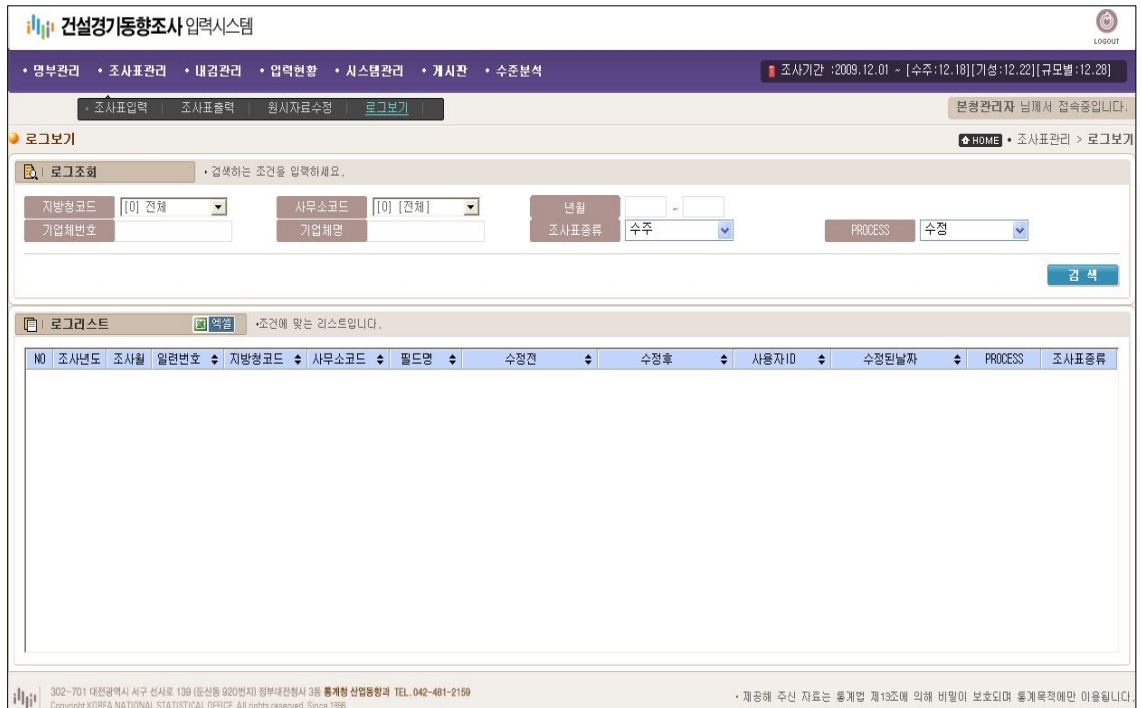 건설경기동향조사 입력시스템
LOGOUT
• 명부관리 • 조사표관리 • 내검관리 • 입력현황 • 시스템관리 • 게시판 • 수준분석
조사기간 :2009.12.01 ~ [수주:12.18][기성:12.22][규모별:12.28]
• 조사표입력 | 조사표출력 | 원시자료수정 | 로그보기 |
본청관리자 님께서 접속중입니다.
로그보기
HOME • 조사표관리 > 로그보기
로그조회 • 검색하는 조건을 입력하세요.
지방청코드 [0] 전체 사무소코드 [0] [전체] 년월 ~
기업체번호 기업체명 조사표종류 수주 PROCESS 수정
검 색
로그리스트 엑셀 •조건에 맞는 리스트입니다.
NO 조사년도 조사월 일련번호 지방청코드 사무소코드 필드명 수정전 수정후 사용자ID 수정된날짜 PROCESS 조사표종류
302-701 대전광역시 서구 선사로 139 (둔산동 920번지) 정부대전청사 3동 통계청 산업동향과 TEL.042-481-2159
Copyright KOREA NATIONAL STATISTICAL OFFICE. All rights reserved. Since 1996
• 제공해 주신 자료는 통계법 제13조에 의해 비밀이 보호되며 통계목적에만 이용됩니다.